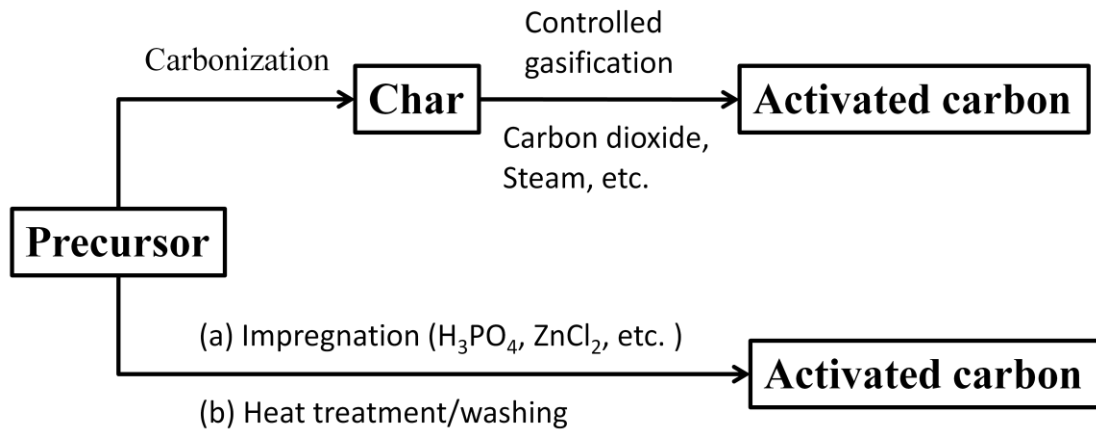 Carbonization
Controlled
gasification
Char
Activated carbon
Carbon dioxide,
Steam, etc.
Precursor
(a) Impregnation (H₃PO₄, ZnCl₂, etc. )
Activated carbon
(b) Heat treatment/washing